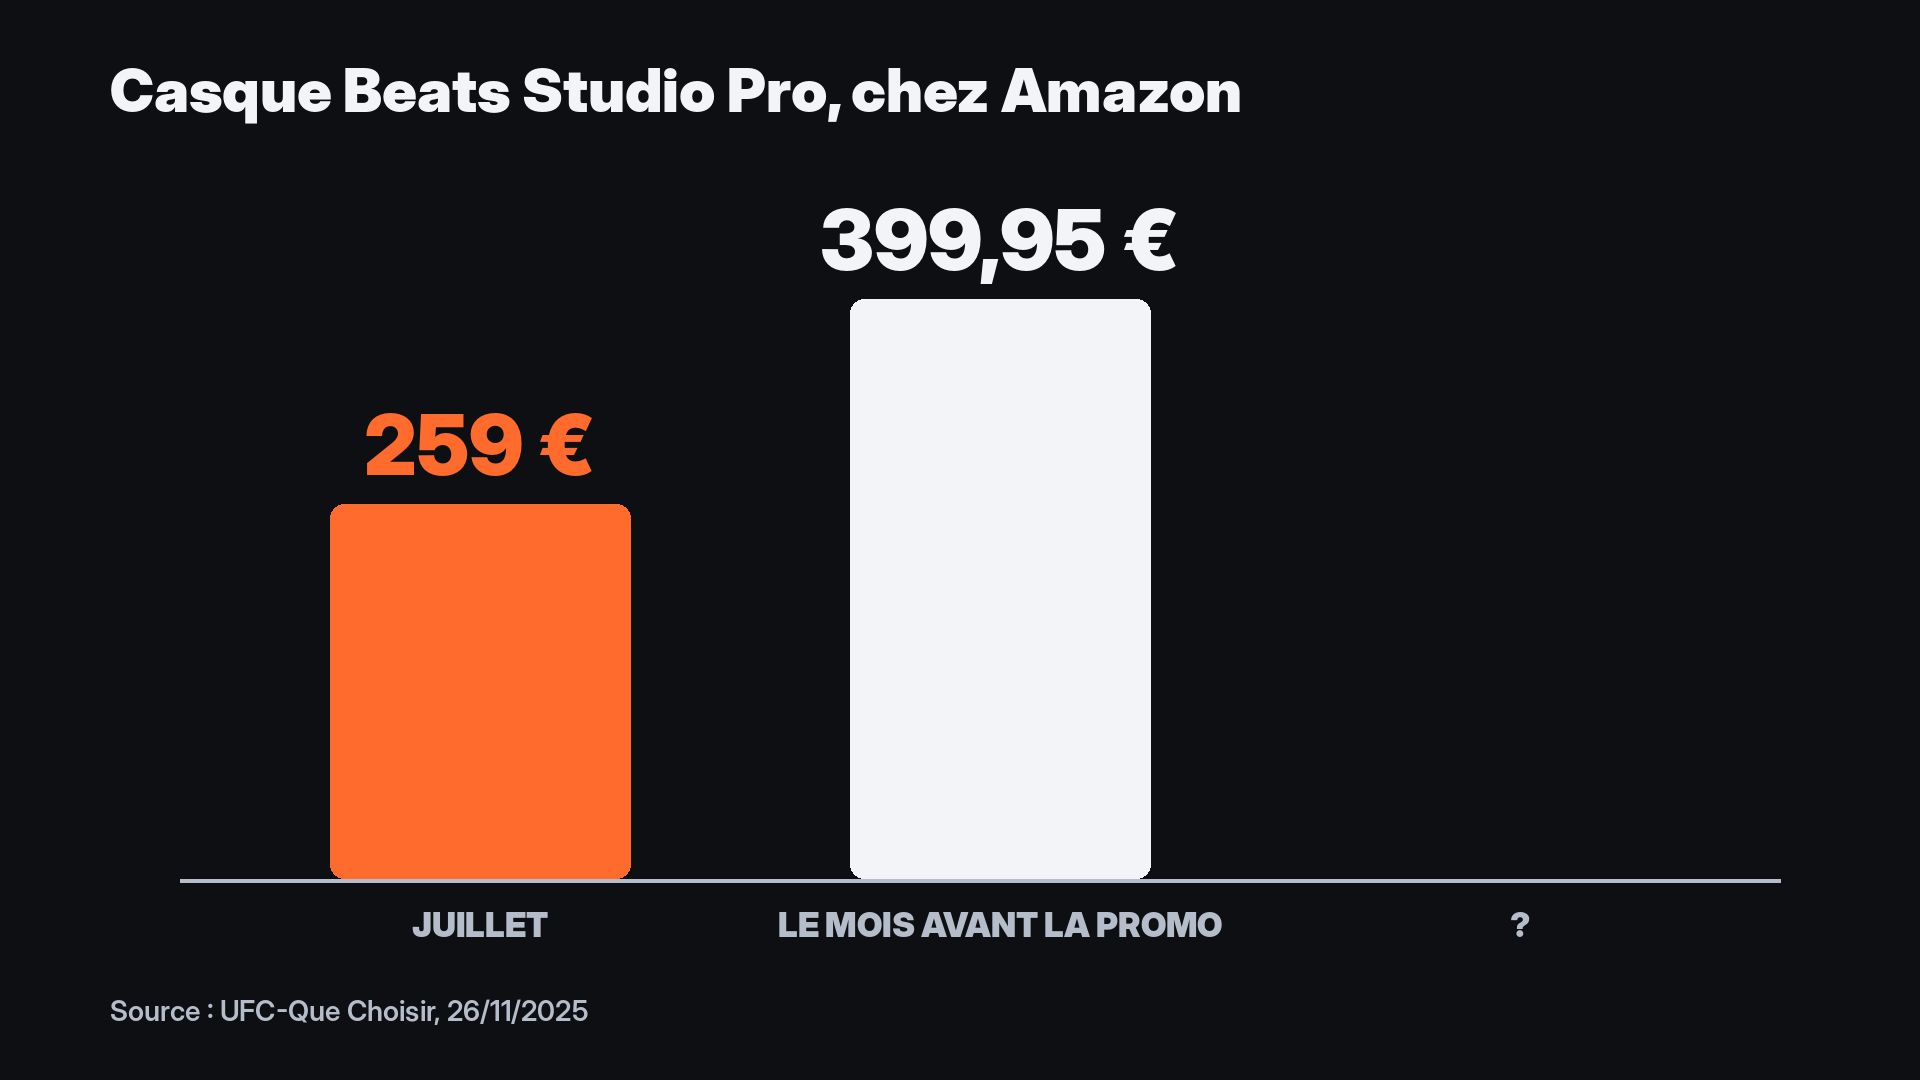 Casque Beats Studio Pro, chez Amazon
399,95 €
259 €
JUILLET
LE MOIS AVANT LA PROMO
?
Source : UFC-Que Choisir, 26/11/2025